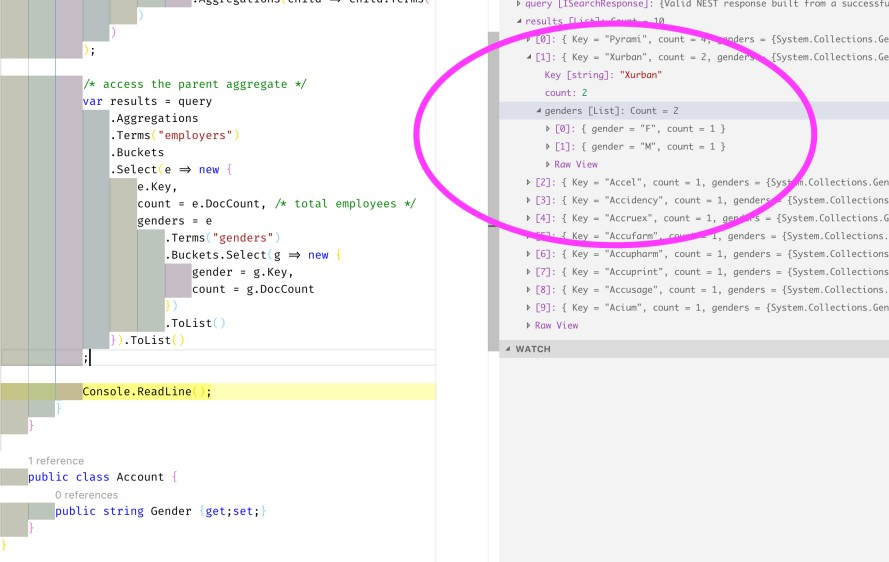 .Aggregations(child => child.Terms(
)
)
);
/* access the parent aggregate */
var results = query
.Aggregations
.Terms("employers")
.Buckets
.Select(e => new {
e.Key,
count = e.DocCount, /* total employees */
genders = e
.Terms("genders")
.Buckets.Select(g => new {
gender = g.Key,
count = g.DocCount
})
.ToList()
}).ToList()
;
Console.ReadLine();
}
}
1 reference
public class Account {
0 references
public string Gender {get;set;}
}
}
query [ISearchResponse]: {Valid NEST response built from a successfu
results [List]: Count = 10
[0]: { Key = "Pyrami", count = 4, genders = {System.Collections.Ge
[1]: { Key = "Xurban", count = 2, genders = {System.Collections.Ge
Key [string]: "Xurban"
count: 2
genders [List]: Count = 2
[0]: { gender = "F", count = 1 }
[1]: { gender = "M", count = 1 }
Raw View
[2]: { Key = "Accel", count = 1, genders = {System.Collections.Gen
[3]: { Key = "Accidency", count = 1, genders = {System.Collections
[4]: { Key = "Accruex", count = 1, genders = {System.Collections.G
[5]: { Key = "Accufarm", count = 1, genders = {System.Collections.
[6]: { Key = "Accupharm", count = 1, genders = {System.Collections
[7]: { Key = "Accuprint", count = 1, genders = {System.Collections
[8]: { Key = "Accusage", count = 1, genders = {System.Collections.
[9]: { Key = "Acium", count = 1, genders = {System.Collections.Gen
Raw View
WATCH